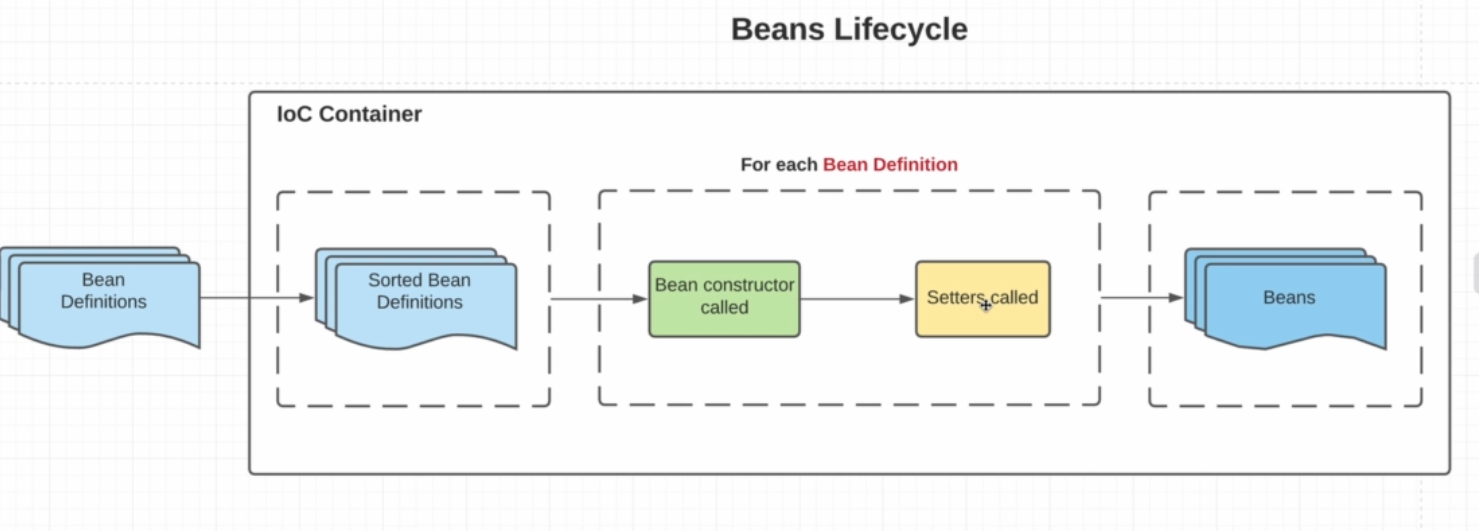 Beans Lifecycle
IoC Container
For each Bean Definition
Bean
Definitions
Sorted Bean
Definitions
Bean constructor
called
Setters called
Beans